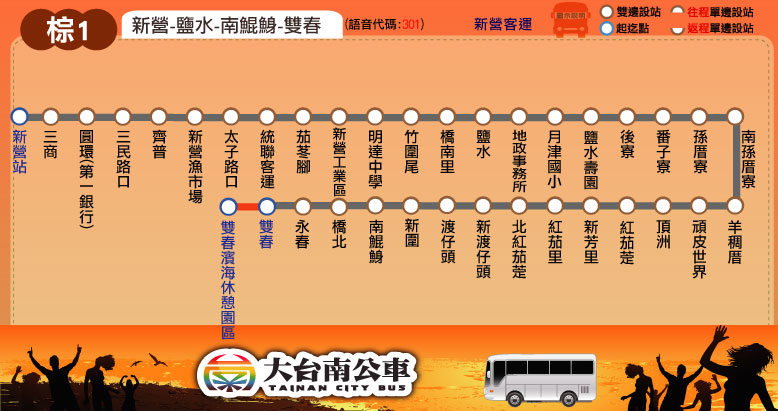 棕1
新營-鹽水-南鯤鯓-雙春
(語音代碼:301)
新營客運
雙邊設站
往程單邊設站
起迄點
返程單邊設站
新營站
三商
圓環(第一銀行)
三民路口
齊普
新營漁市場
太子路口
統聯客運
茄苳腳
新營工業區
明達中學
竹圍尾
橋南里
鹽水
地政事務所
月津國小
鹽水壽園
後寮
番子寮
孫厝寮
南孫厝寮
羊稠厝
頑皮世界
頂洲
紅茄萣
新芳里
紅茄里
北紅茄萣
新渡仔頭
渡仔頭
新圍
南鯤鯓
橋北
永春
雙春
雙春濱海休憩園區
大台南公車
TAINAN CITY BUS